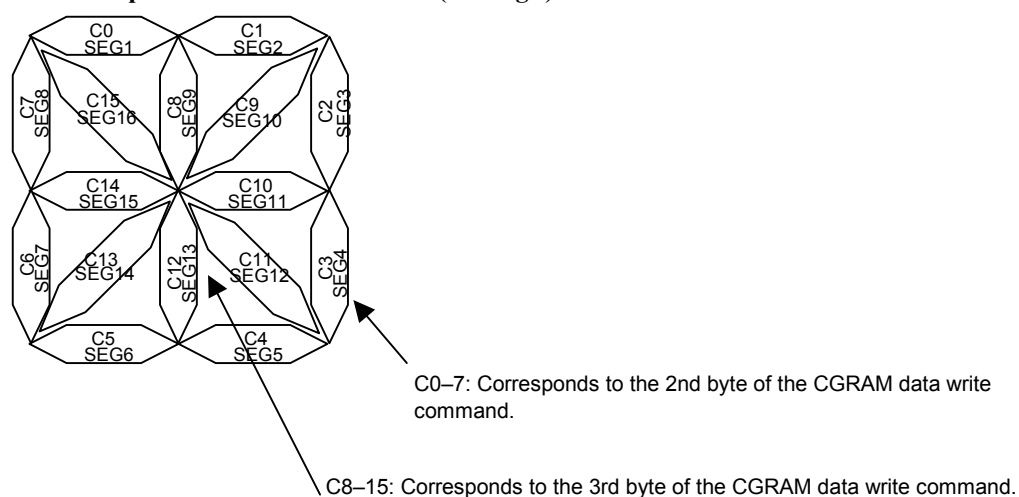 C0
SEG1
C1
SEG2
C7
SEG8
C15
SEG16
C8
SEG9
C9
SEG10
C2
SEG3
C14
SEG15
C10
SEG11
C6
SEG7
C13
SEG14
C12
SEG13
C11
SEG12
C3
SEG4
C5
SEG6
C4
SEG5
C0–7: Corresponds to the 2nd byte of the CGRAM data write
command.
C8–15: Corresponds to the 3rd byte of the CGRAM data write command.